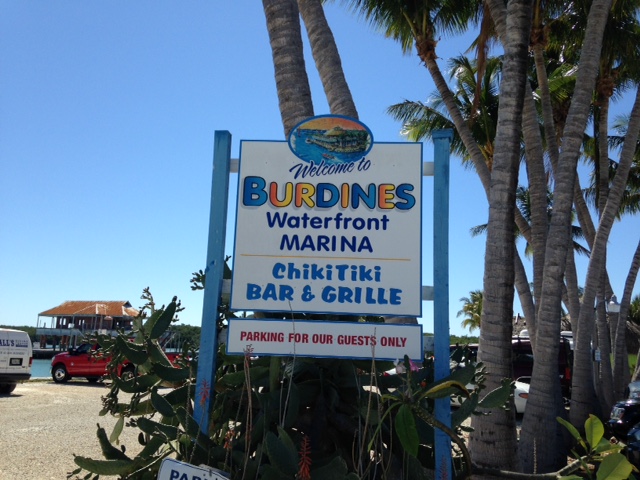 Welcome to
BURDINES
Waterfront
MARINA
ChikiTiki
BAR & GRILLE
PARKING FOR OUR GUESTS ONLY